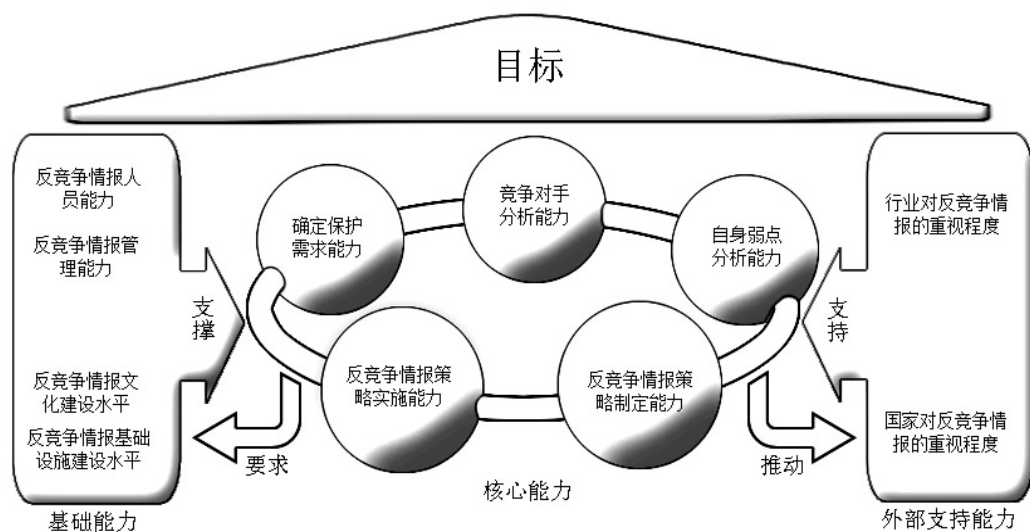 目标
反竞争情报人
员能力
反竞争情报管
理能力
反竞争情报文
化建设水平
反竞争情报基础
设施建设水平
基础能力
支
撑
要求
确定保护
需求能力
竞争对手
分析能力
自身弱点
分析能力
反竞争情报策
略实施能力
反竞争情报策
略制定能力
核心能力
支
持
推动
行业对反竞争情
报的重视程度
国家对反竞争情
报的重视程度
外部支持能力